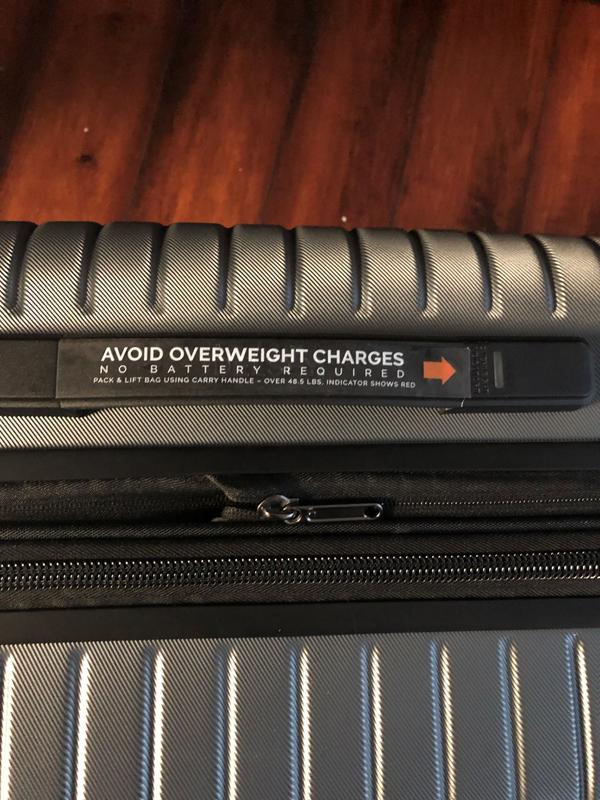 AVOID OVERWEIGHT CHARGES
NO BATTERY REQUIRED
PACK & LIFT BAG USING CARRY HANDLE – OVER 48.5 LBS. INDICATOR SHOWS RED